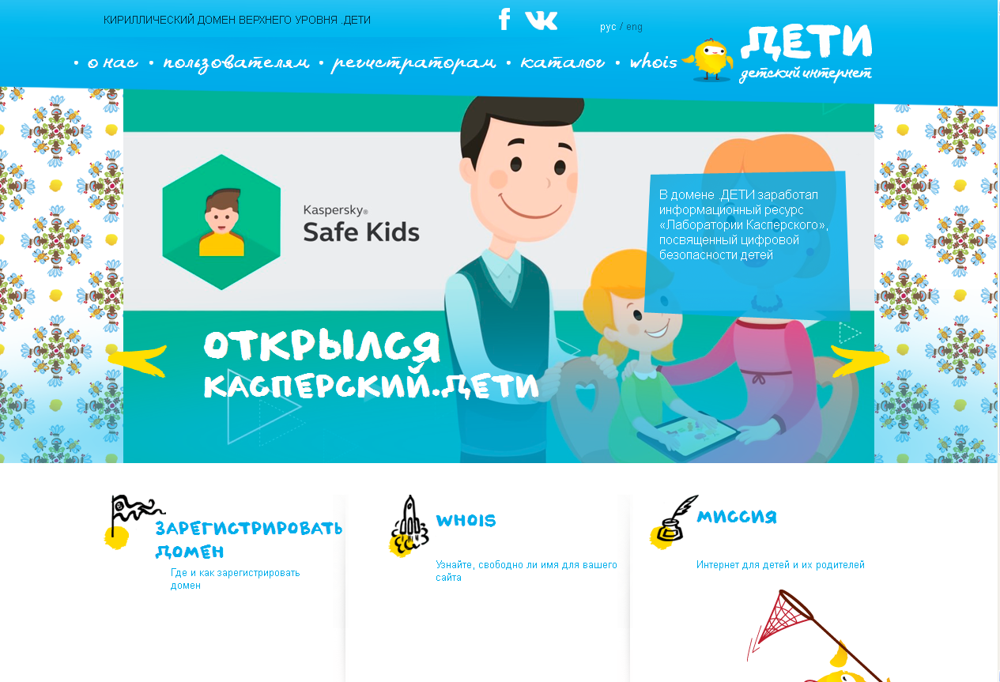 КИРИЛЛИЧЕСКИЙ ДОМЕН ВЕРХНЕГО УРОВНЯ .ДЕТИ
рус / eng
ДЕТИ
детский интернет
• о нас • пользователям • регистраторам • каталог • whois
Kaspersky®
Safe Kids
В домене .ДЕТИ заработал
информационный ресурс
«Лаборатории Касперского»,
посвященный цифровой
безопасности детей
ОТКРЫЛСЯ
КАСПЕРСКИЙ.ДЕТИ
ЗАРЕГИСТРИРОВАТЬ
ДОМЕН
Где и как зарегистрировать
домен
WHOIS
Узнайте, свободно ли имя для вашего
сайта
МИССИЯ
Интернет для детей и их родителей